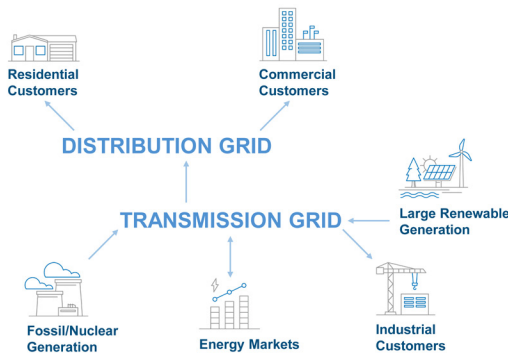 Residential
Customers
Commercial
Customers
DISTRIBUTION GRID
TRANSMISSION GRID
Large Renewable
Generation
Fossil/Nuclear
Generation
Energy Markets
Industrial
Customers